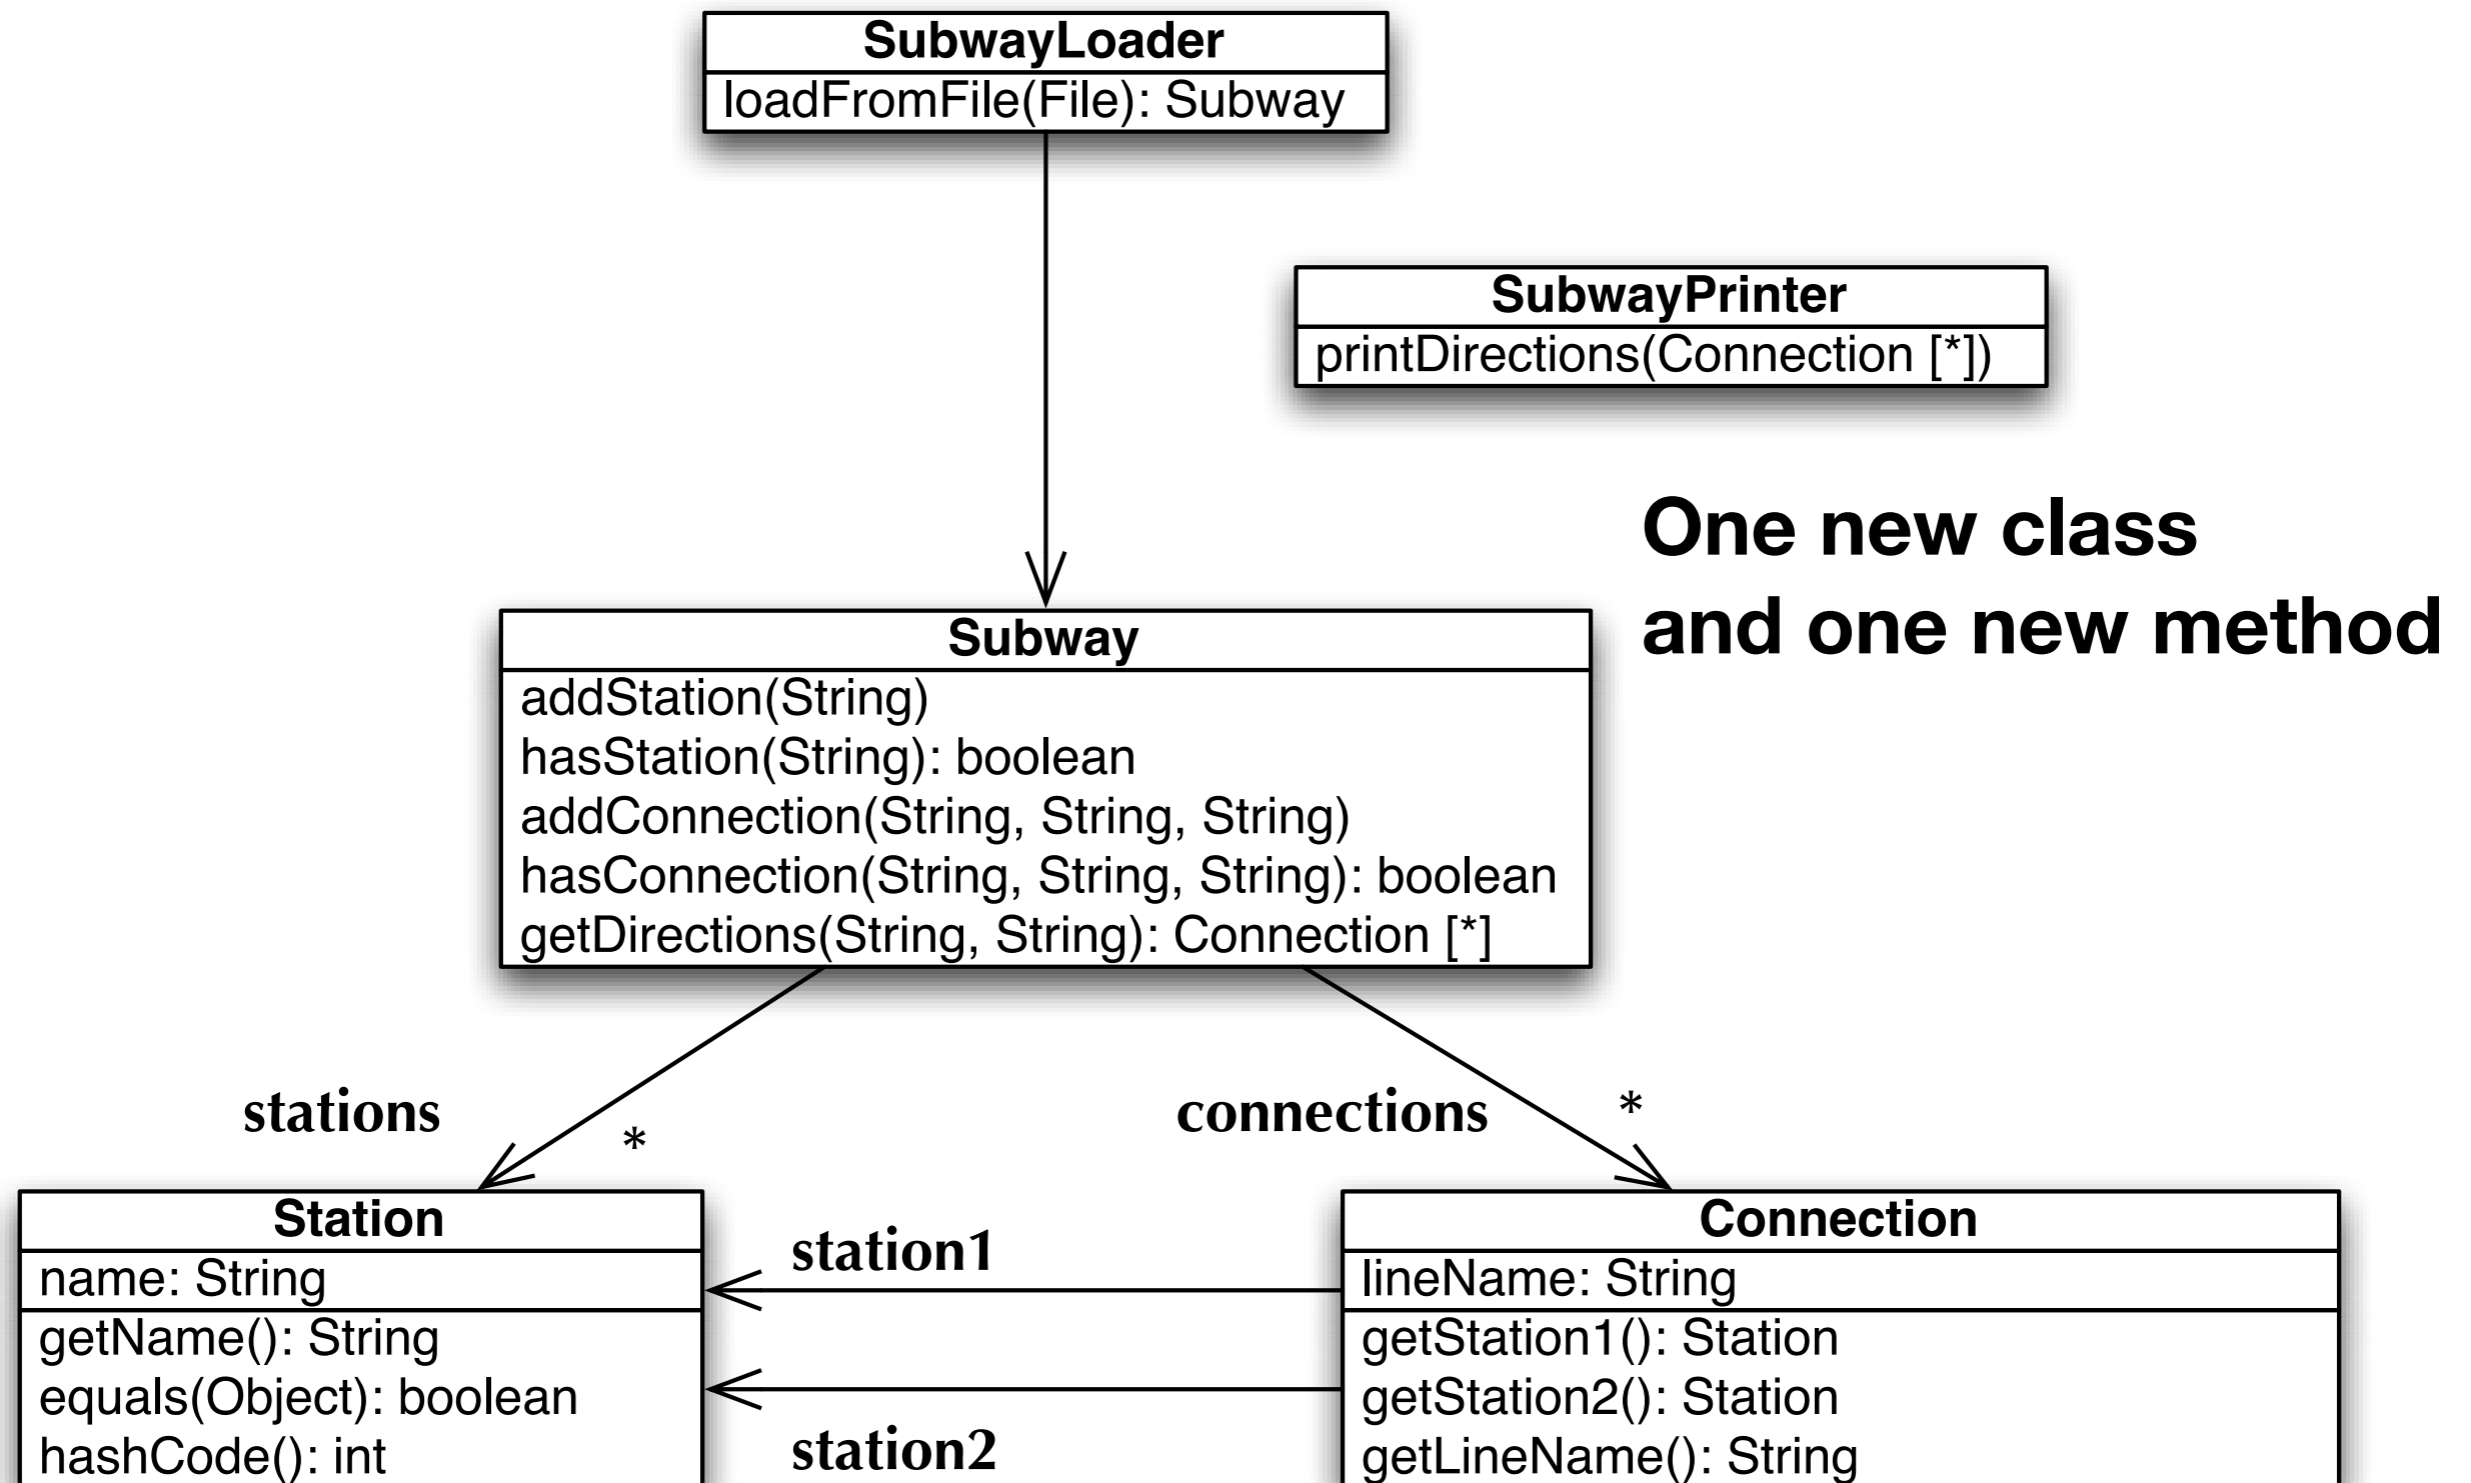 SubwayLoader
loadFromFile(File): Subway
SubwayPrinter
printDirections(Connection [*])
One new class
and one new method
Subway
addStation(String)
hasStation(String): boolean
addConnection(String, String, String)
hasConnection(String, String, String): boolean
getDirections(String, String): Connection [*]
stations
*
connections
*
Station
name: String
getName(): String
equals(Object): boolean
hashCode(): int
station1
station2
Connection
lineName: String
getStation1(): Station
getStation2(): Station
getLineName(): String